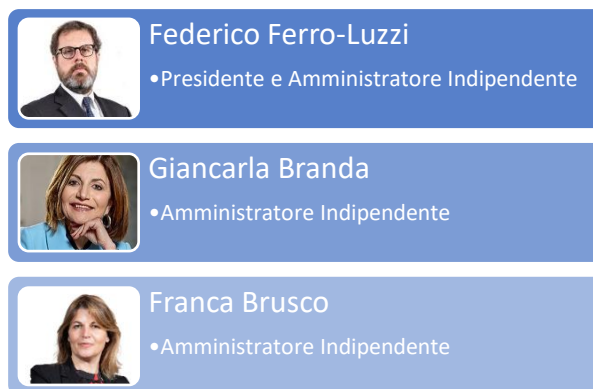 Federico Ferro-Luzzi
•Presidente e Amministratore Indipendente
Giancarla Branda
•Amministratore Indipendente
Franca Brusco
•Amministratore Indipendente